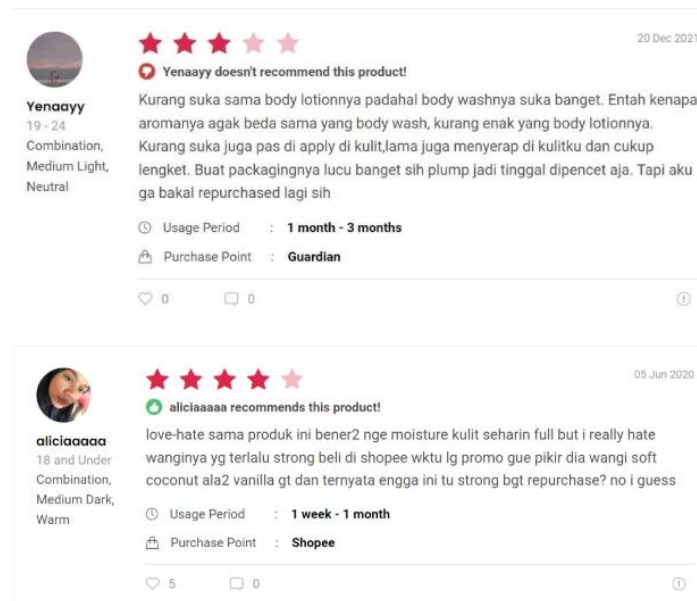 20 Dec 2021
Yenaayy doesn't recommend this product!
Yenaayy
19 - 24
Combination,
Medium Light,
Neutral
Kurang suka sama body lotionnya padahal body washnya suka banget. Entah kenapa
aromanya agak beda sama yang body wash, kurang enak yang body lotionnya.
Kurang suka juga pas di apply di kulit,lama juga menyerap di kulitku dan cukup
lengket. Buat packagingnya lucu banget sih plump jadi tinggal dipencet aja. Tapi aku
ga bakal repurchased lagi sih
Usage Period : 1 month - 3 months
Purchase Point : Guardian
0 0
05 Jun 2020
aliciaaaaa recommends this product!
aliciaaaaa
18 and Under
Combination,
Medium Dark,
Warm
love-hate sama produk ini bener2 nge moisture kulit seharin full but i really hate
wanginya yg terlalu strong beli di shopee wktu lg promo gue pikir dia wangi soft
coconut ala2 vanilla gt dan ternyata engga ini tu strong bgt repurchase? no i guess
Usage Period : 1 week - 1 month
Purchase Point : Shopee
5 0